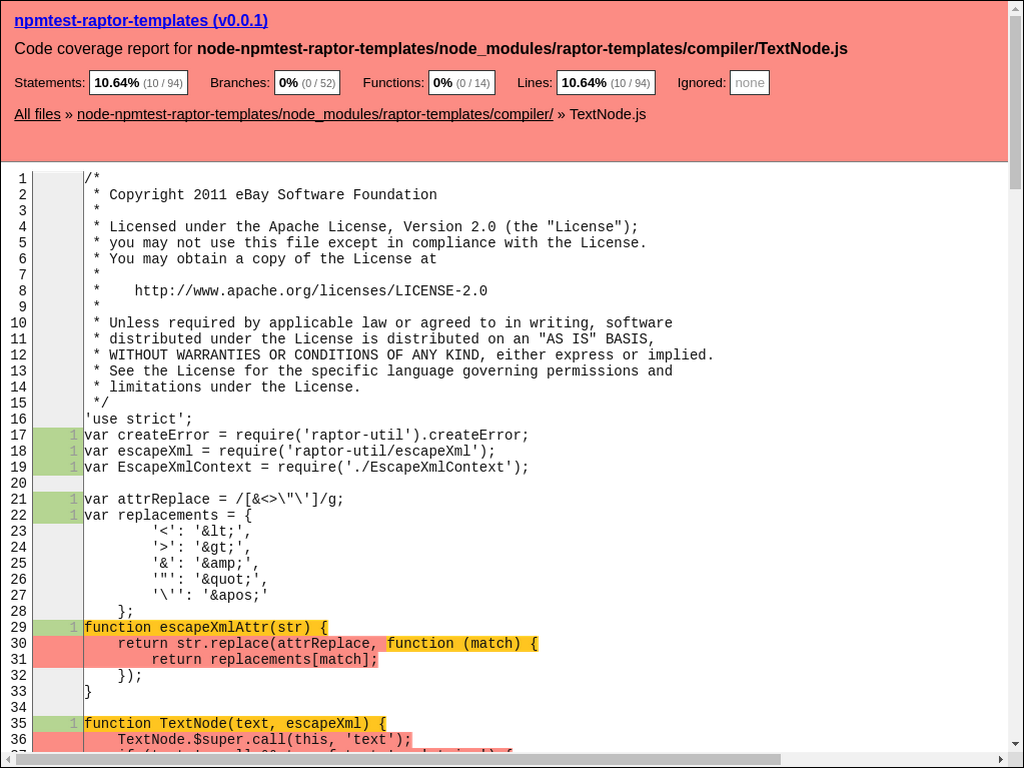 npmtest-raptor-templates (v0.0.1)
Code coverage report for node-npmtest-raptor-templates/node_modules/raptor-templates/compiler/TextNode.js
Statements: 10.64% (10 / 94) Branches: 0% (0 / 52) Functions: 0% (0 / 14) Lines: 10.64% (10 / 94) Ignored: none
All files » node-npmtest-raptor-templates/node_modules/raptor-templates/compiler/ » TextNode.js
1 /*
2  * Copyright 2011 eBay Software Foundation
3  *
4  * Licensed under the Apache License, Version 2.0 (the "License");
5  * you may not use this file except in compliance with the License.
6  * You may obtain a copy of the License at
7  *
8  *    http://www.apache.org/licenses/LICENSE-2.0
9  *
10  * Unless required by applicable law or agreed to in writing, software
11  * distributed under the License is distributed on an "AS IS" BASIS,
12  * WITHOUT WARRANTIES OR CONDITIONS OF ANY KIND, either express or implied.
13  * See the License for the specific language governing permissions and
14  * limitations under the License.
15  */
16 'use strict';
17 1 var createError = require('raptor-util').createError;
18 1 var escapeXml = require('raptor-util/escapeXml');
19 1 var EscapeXmlContext = require('./EscapeXmlContext');
20
21 1 var attrReplace = /[&<>\"\']/g;
22 1 var replacements = {
23         '<': '&lt;',
24         '>': '&gt;',
25         '&': '&amp;',
26         '"': '&quot;',
27         '\'': '&apos;'
28     };
29 1 function escapeXmlAttr(str) {
30     return str.replace(attrReplace, function (match) {
31         return replacements[match];
32     });
33 }
34
35 1 function TextNode(text, escapeXml) {
36     TextNode.$super.call(this, 'text');